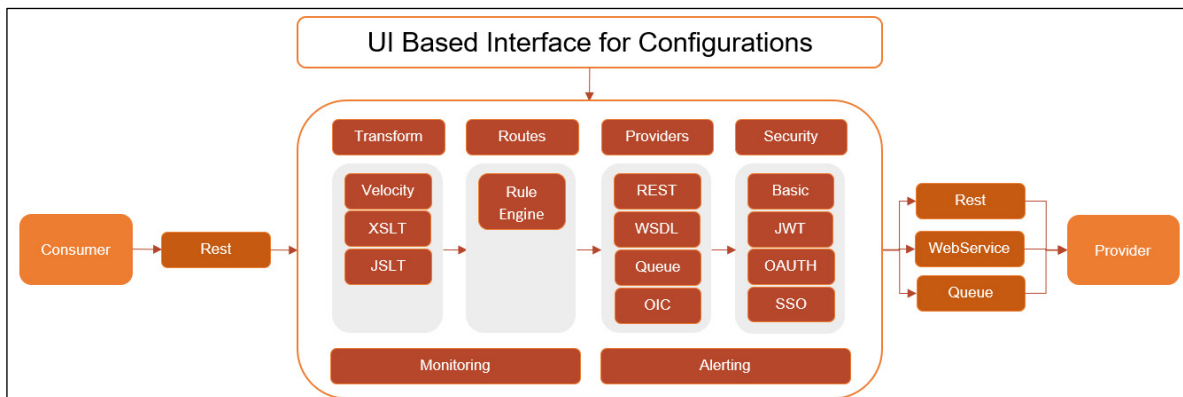 UI Based Interface for Configurations
Transform
Routes
Providers
Security
Velocity
XSLT
JSLT
Rule
Engine
REST
WSDL
Queue
OIC
Basic
JWT
OAUTH
SSO
Monitoring
Alerting
Consumer
Rest
Rest
WebService
Queue
Provider